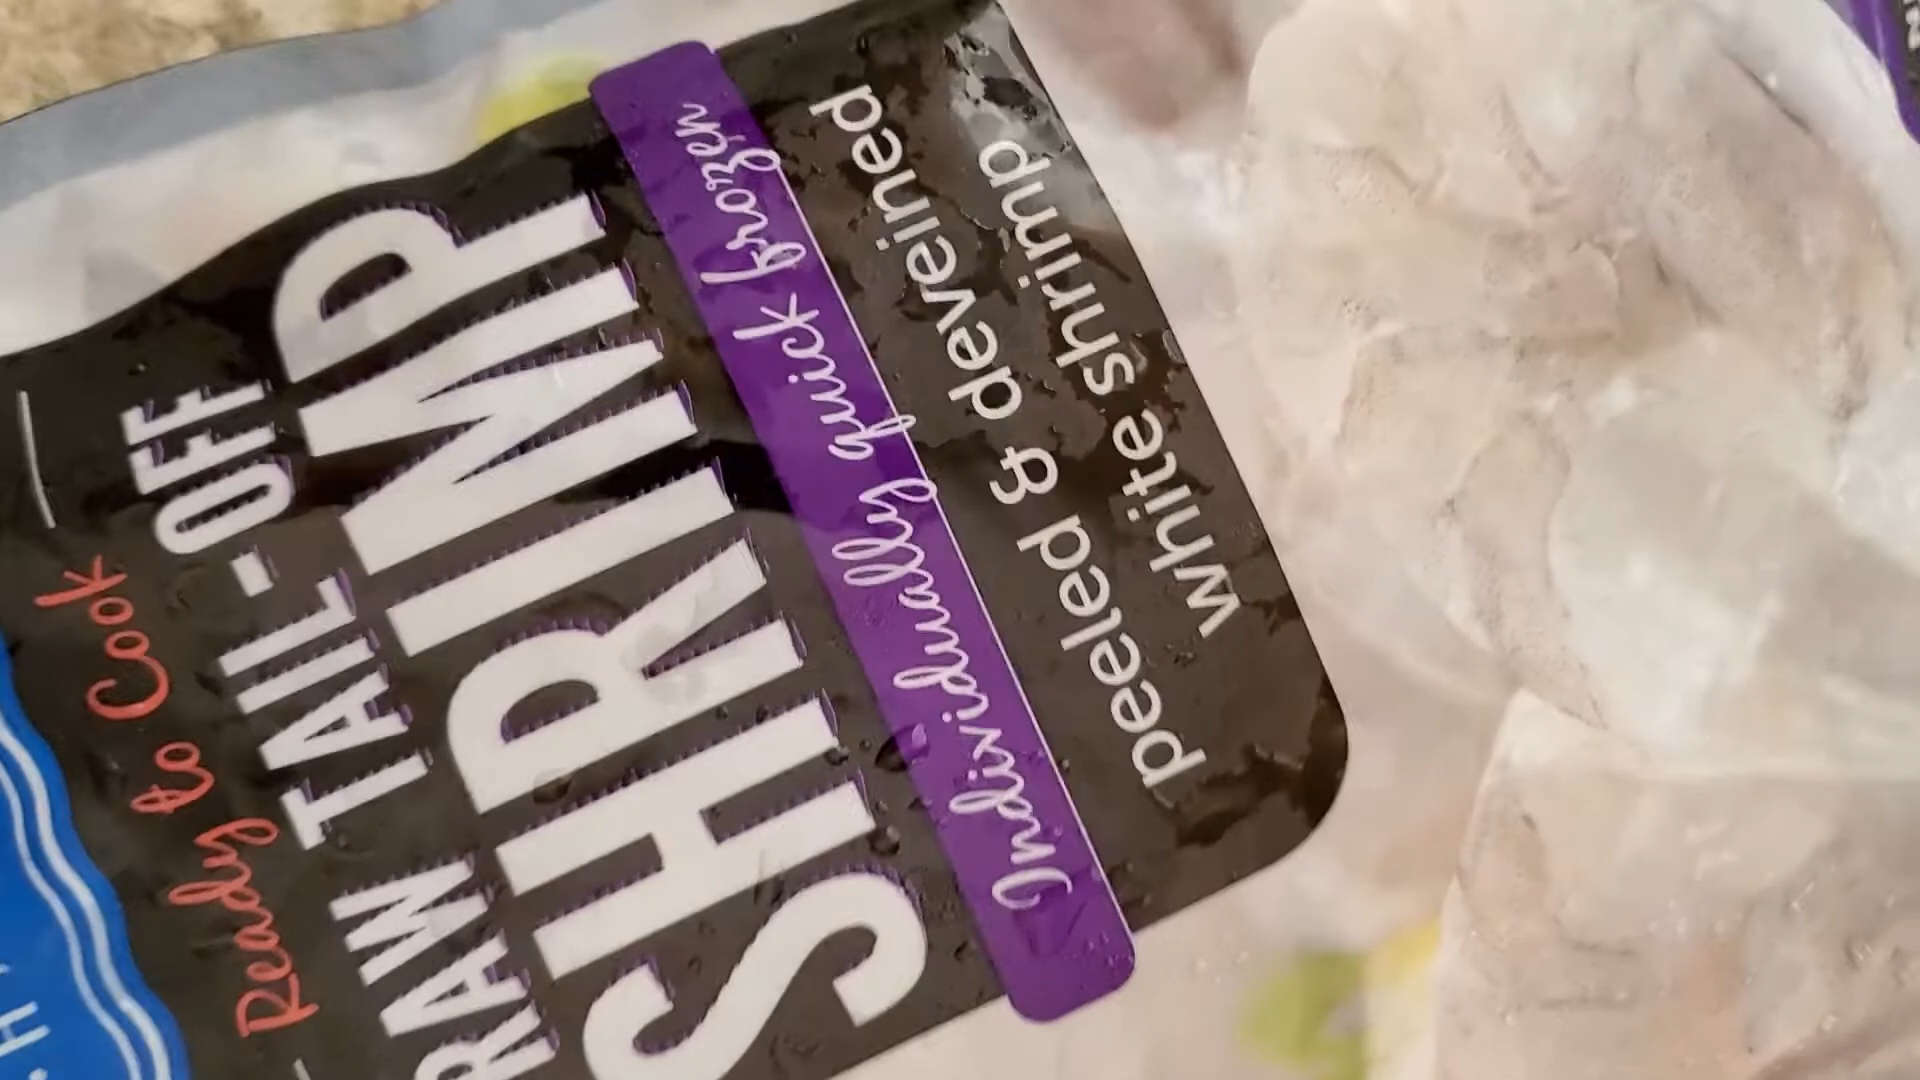 Ready to Cook
RAW TAIL-OFF
SHRIMP
Individually quick frozen
peeled & deveined
white shrimp